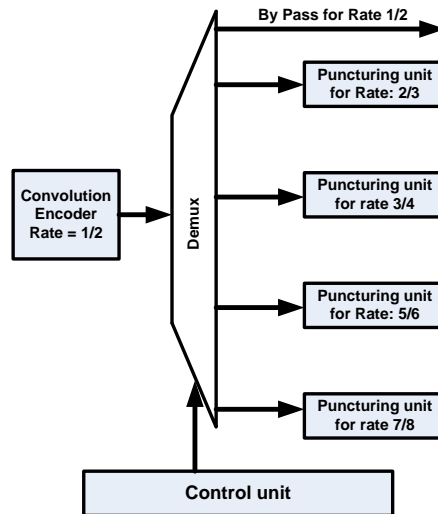 By Pass for Rate 1/2
Puncturing unit
for Rate: 2/3
Convolution
Encoder
Rate = 1/2
Demux
Puncturing unit
for rate 3/4
Puncturing unit
for Rate: 5/6
Puncturing unit
for rate 7/8
Control unit